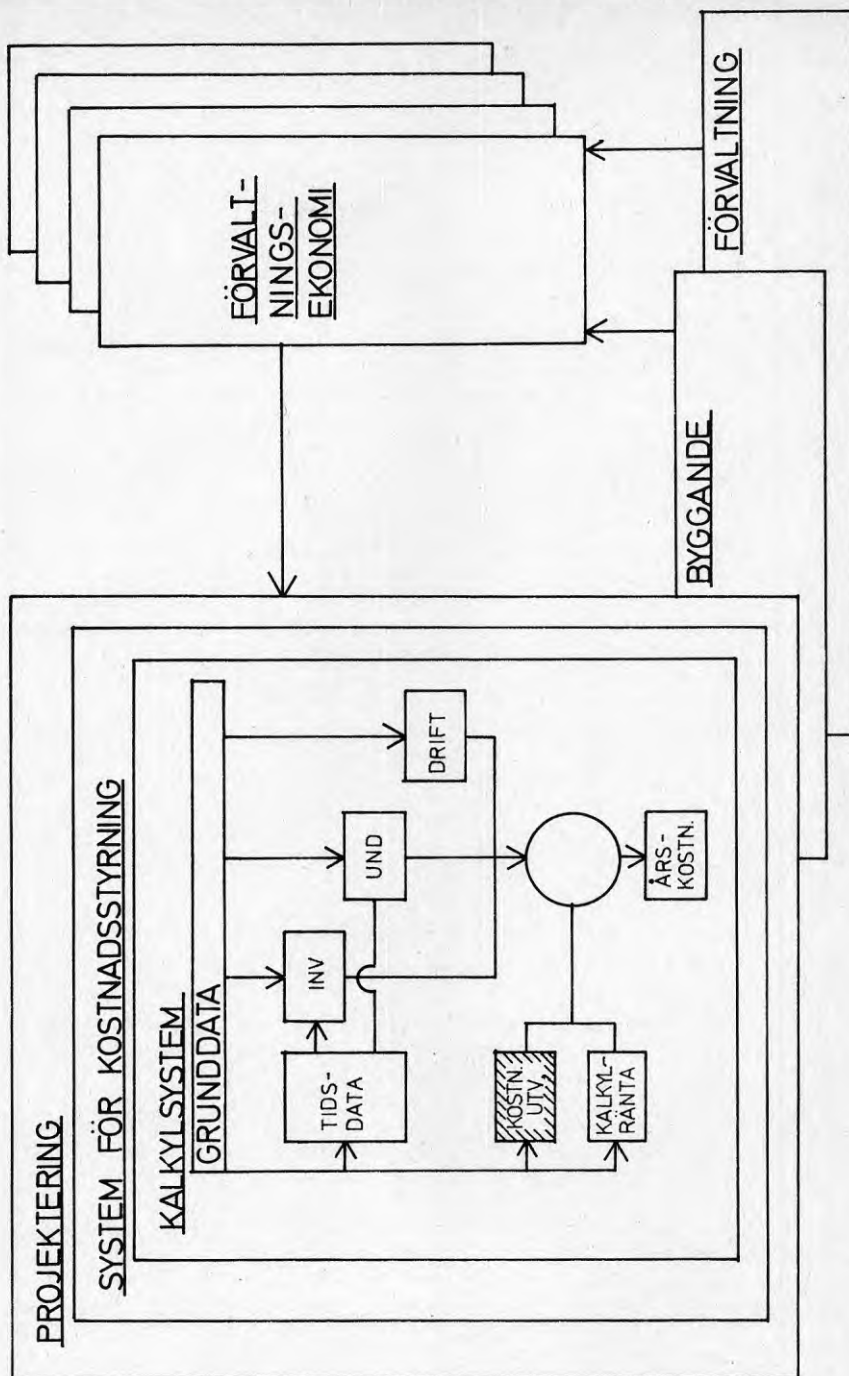 PROJEKTERING
SYSTEM FÖR KOSTNADSSTYRNING
KALKYLSYSTEM
GRUNDDATA
TIDS-
DATA
INV
UND
DRIFT
KOSTN.
UTV.
KALKYL-
RÄNTA
ÅRS-
KOSTN.
FÖRVALT-
NINGS-
EKONOMI
BYGGANDE
FÖRVALTNING